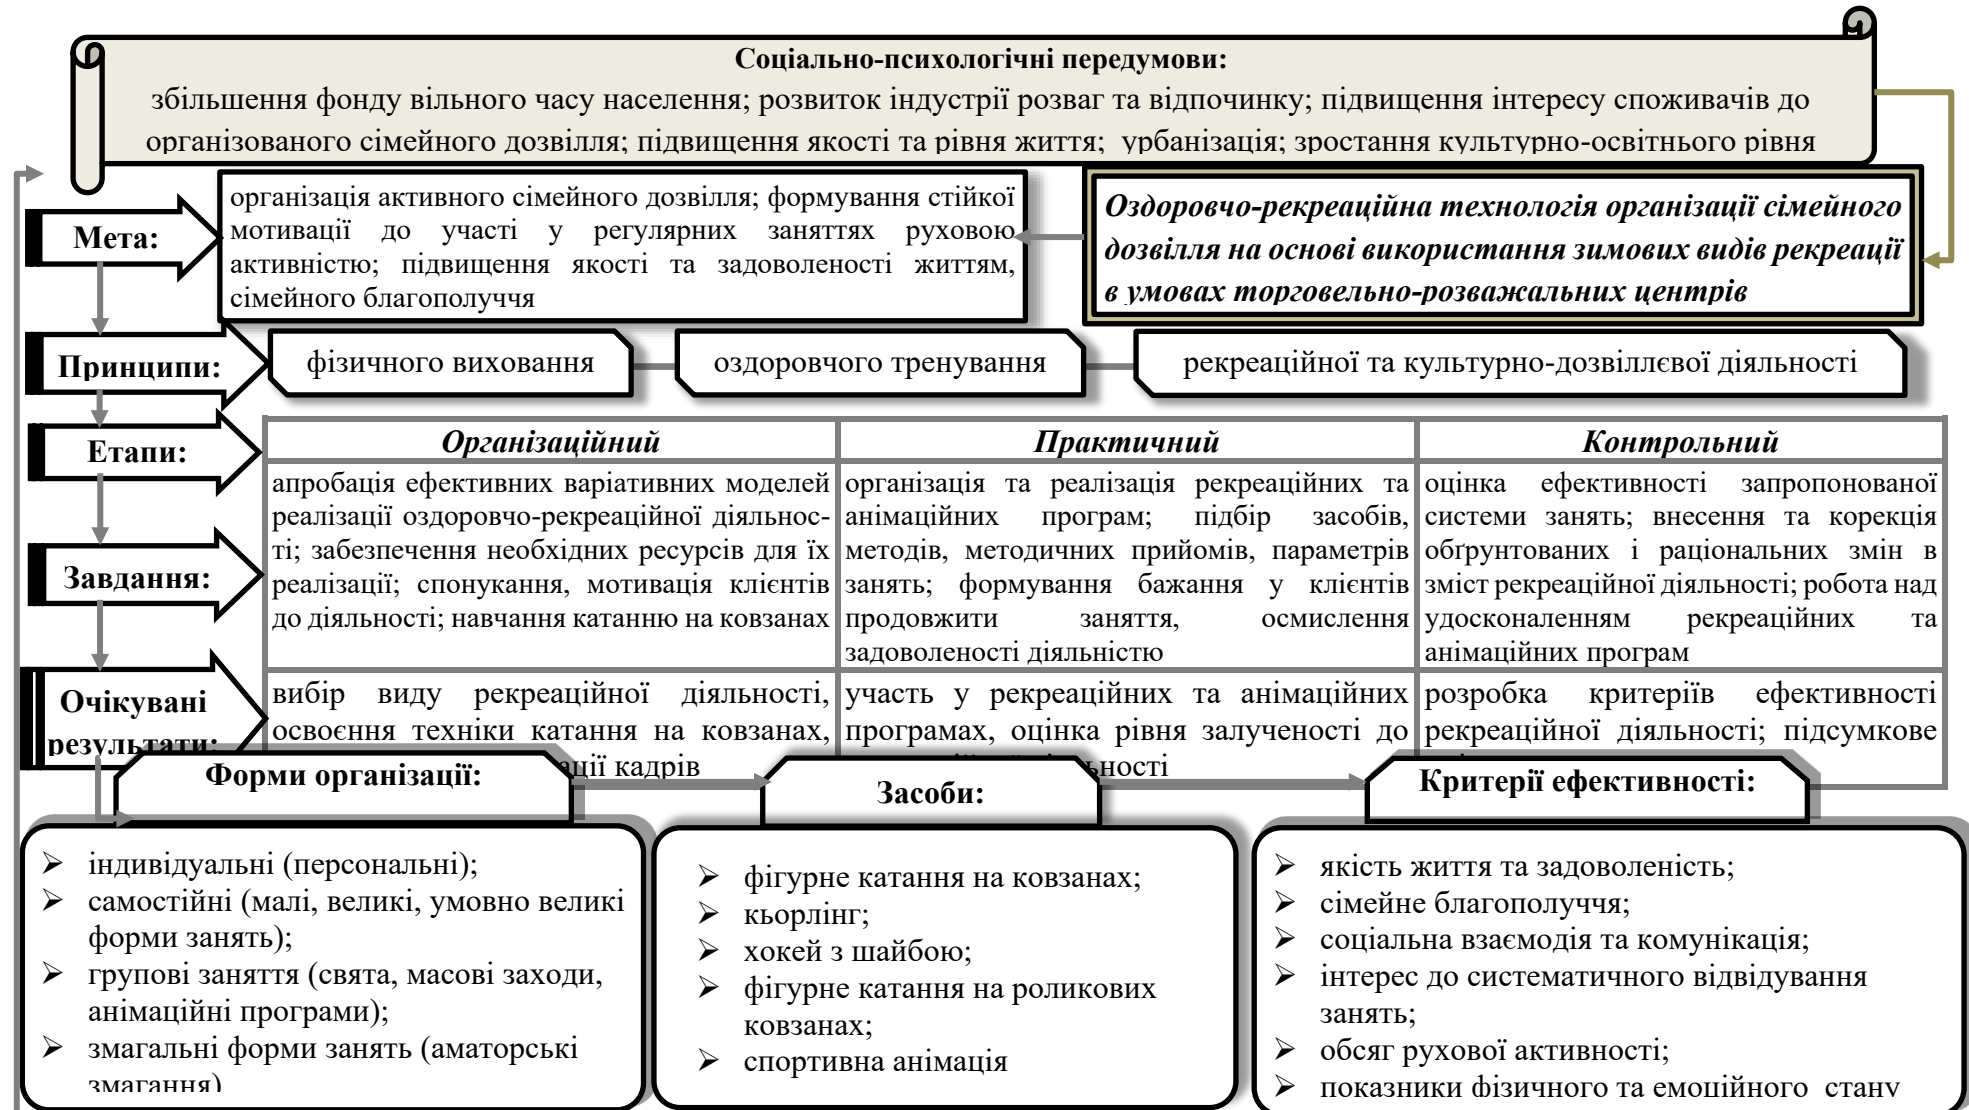 Соціально-психологічні передумови:
збільшення фонду вільного часу населення; розвиток індустрії розваг та відпочинку; підвищення інтересу споживачів до
організованого сімейного дозвілля; підвищення якості та рівня життя; урбанізація; зростання культурно-освітнього рівня
Мета:
організація активного сімейного дозвілля; формування стійкої
мотивації до участі у регулярних заняттях руховою
активністю; підвищення якості та задоволеності життям,
сімейного благополуччя
Оздоровчо-рекреаційна технологія організації сімейного
дозвілля на основі використання зимових видів рекреації
в умовах торговельно-розважальних центрів
Принципи:
фізичного виховання
оздоровчого тренування
рекреаційної та культурно-дозвіллєвої діяльності
Етапи:
Організаційний
Практичний
Контрольний
Завдання:
апробація ефективних варіативних моделей
реалізації оздоровчо-рекреаційної діяльнос-
ті; забезпечення необхідних ресурсів для їх
реалізації; спонукання, мотивація клієнтів
до діяльності; навчання катанню на ковзанах
організація та реалізація рекреаційних та
анімаційних програм; підбір засобів,
методів, методичних прийомів, параметрів
занять; формування бажання у клієнтів
продовжити заняття, осмислення
задоволеності діяльністю
оцінка ефективності запропонованої
системи занять; внесення та корекція
обґрунтованих і раціональних змін в
зміст рекреаційної діяльності; робота над
удосконаленням рекреаційних та
анімаційних програм
Очікувані
результати:
вибір виду рекреаційної діяльності,
освоєння техніки катання на ковзанах,
кадрів
участь у рекреаційних та анімаційних
програмах, оцінка рівня залученості до
розробка критеріїв ефективності
рекреаційної діяльності; підсумкове
Форми організації:
➢ індивідуальні (персональні);
➢ самостійні (малі, великі, умовно великі
форми занять);
➢ групові заняття (свята, масові заходи,
анімаційні програми);
➢ змагальні форми занять (аматорські
змагання)
Засоби:
➢ фігурне катання на ковзанах;
➢ кьорлінг;
➢ хокей з шайбою;
➢ фігурне катання на роликових
ковзанах;
➢ спортивна анімація
Критерії ефективності:
➢ якість життя та задоволеність;
➢ сімейне благополуччя;
➢ соціальна взаємодія та комунікація;
➢ інтерес до систематичного відвідування
занять;
➢ обсяг рухової активності;
➢ показники фізичного та емоційного стану